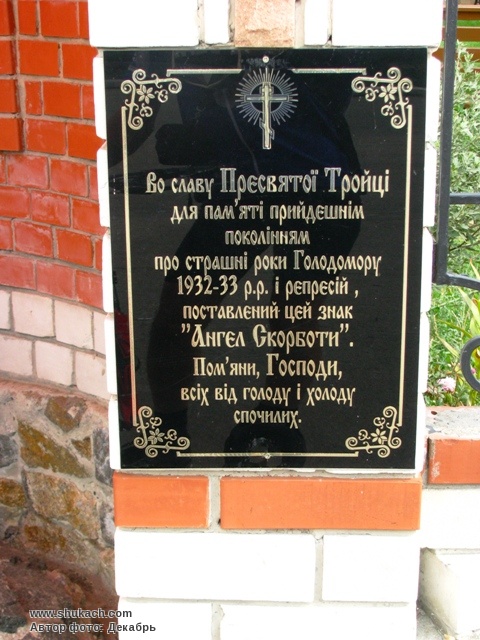 Во славу Пресвятої Тройці
для пам'яті прийдешнім
поколінням
про страшні роки Голодомору
1932-33 р.р. і репресій ,
поставлений цей знак
"Ангел Скорботи".
Пом'яни, Господи,
всіх від голоду і холоду
спочилих.
www.shukach.com
Автор фото: Декабрь